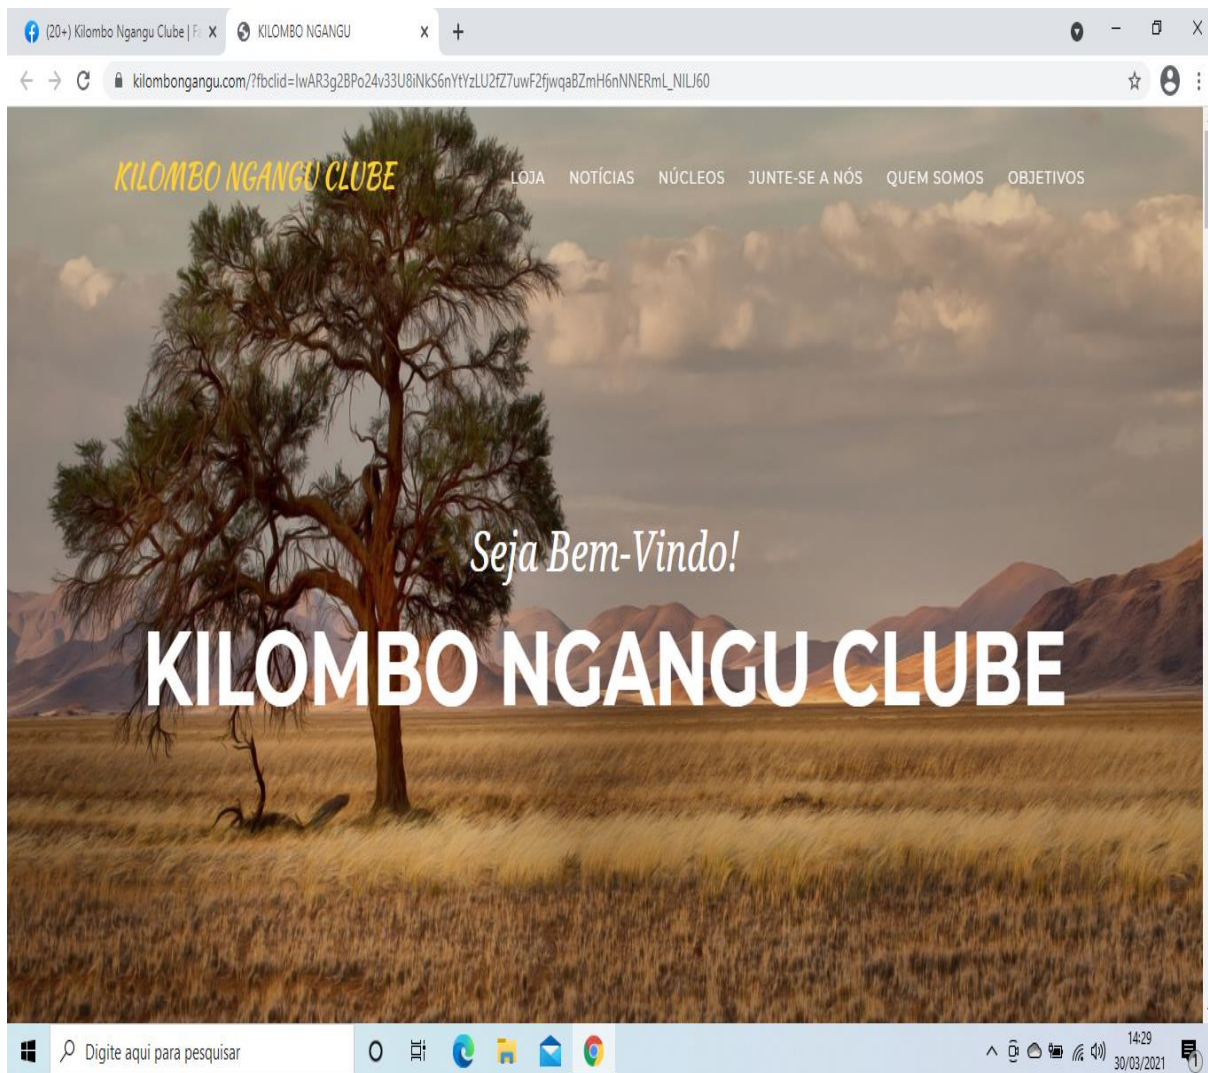 (20+) Kilombo Ngangu Clube | Fa
KILOMBO NGANGU
kilombongangu.com/?fbclid=IwAR3g2BPo24v33U8iNkS6nYtYzLU2fZ7uwF2fjwqaBZmH6nNNERmL_NILJ60
KILOMBO NGANGU CLUBE
LOJA NOTÍCIAS NÚCLEOS JUNTE-SE A NÓS QUEM SOMOS OBJETIVOS
Seja Bem-Vindo!
KILOMBO NGANGU CLUBE
Digite aqui para pesquisar
14:29
30/03/2021
1